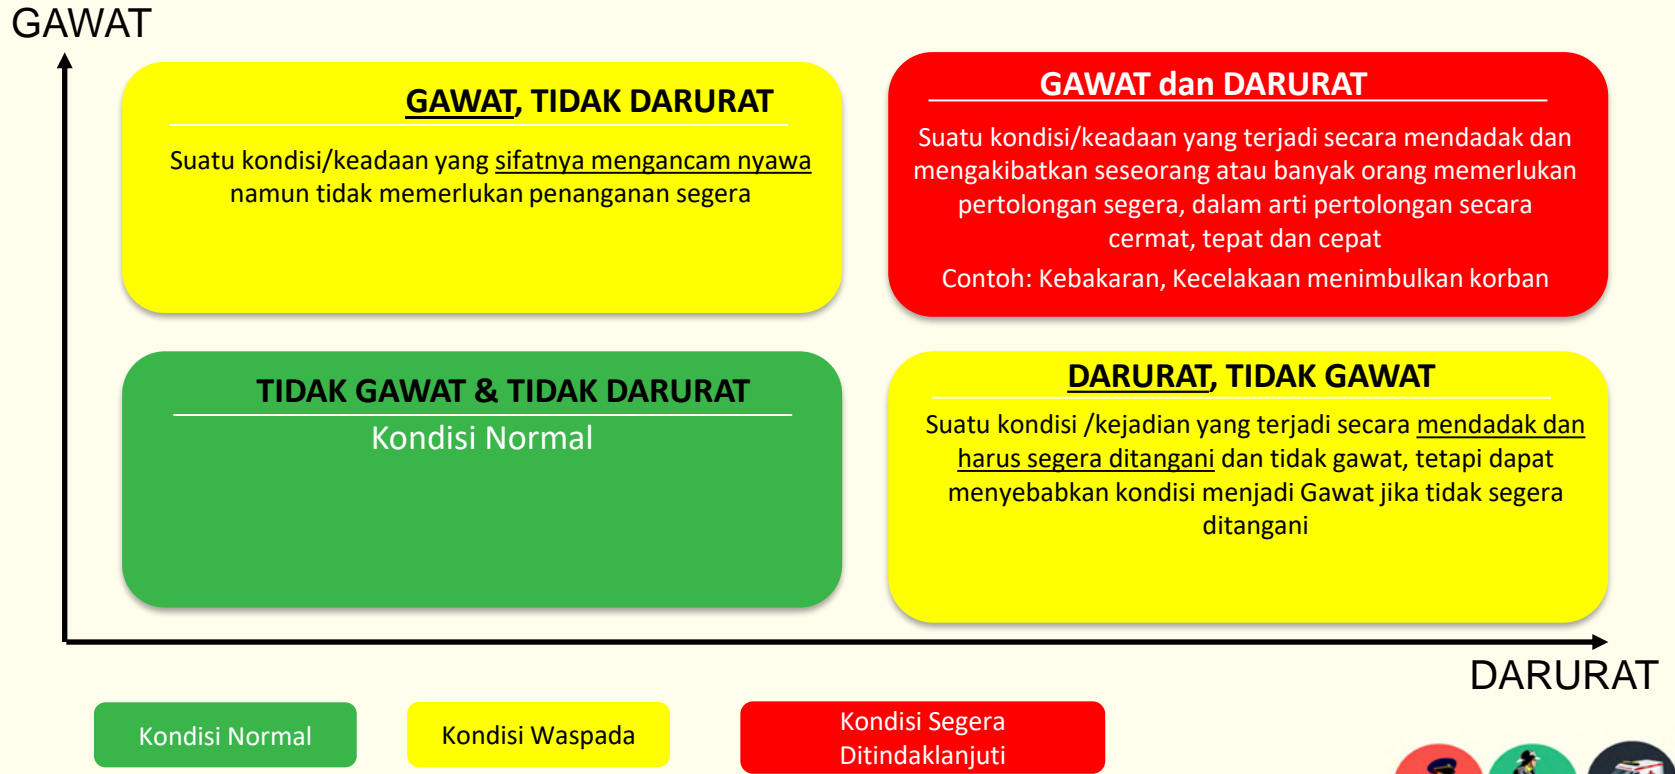 GAWAT
GAWAT, TIDAK DARURAT
Suatu kondisi/keadaan yang sifatnya mengancam nyawa
namun tidak memerlukan penanganan segera
GAWAT dan DARURAT
Suatu kondisi/keadaan yang terjadi secara mendadak dan
mengakibatkan seseorang atau banyak orang memerlukan
pertolongan segera, dalam arti pertolongan secara
cermat, tepat dan cepat
Contoh: Kebakaran, Kecelakaan menimbulkan korban
TIDAK GAWAT & TIDAK DARURAT
Kondisi Normal
DARURAT, TIDAK GAWAT
Suatu kondisi /kejadian yang terjadi secara mendadak dan
harus segera ditangani dan tidak gawat, tetapi dapat
menyebabkan kondisi menjadi Gawat jika tidak segera
ditangani
DARURAT
Kondisi Normal
Kondisi Waspada
Kondisi Segera
Ditindaklanjuti